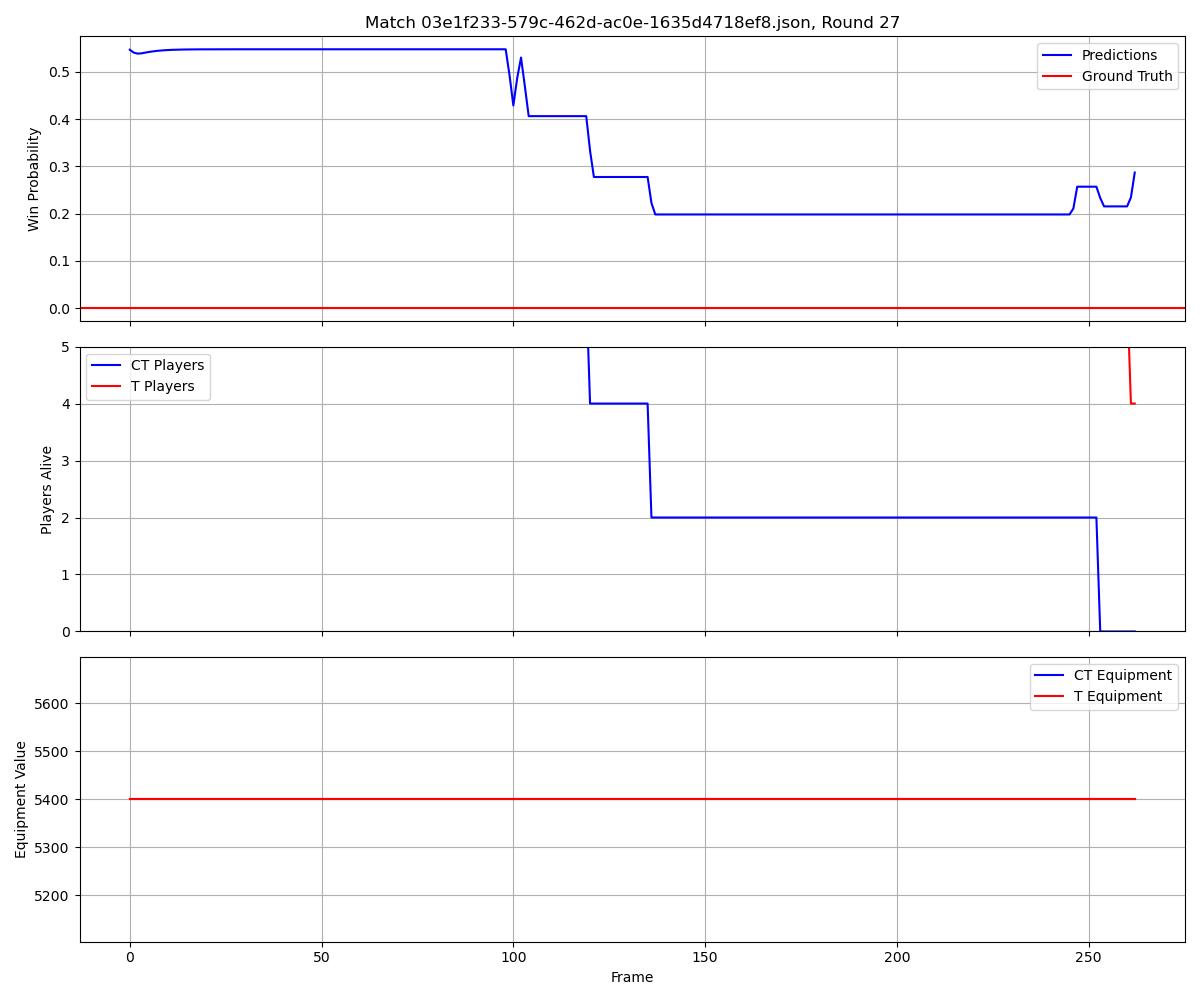 Match 03e1f233-579c-462d-ac0e-1635d4718ef8.json, Round 27
Win Probability
0.5
0.4
0.3
0.2
0.1
0.0
Predictions
Ground Truth
Players Alive
5
4
3
2
1
0
CT Players
T Players
Equipment Value
5600
5500
5400
5300
5200
CT Equipment
T Equipment
0
50
100
150
200
250
Frame